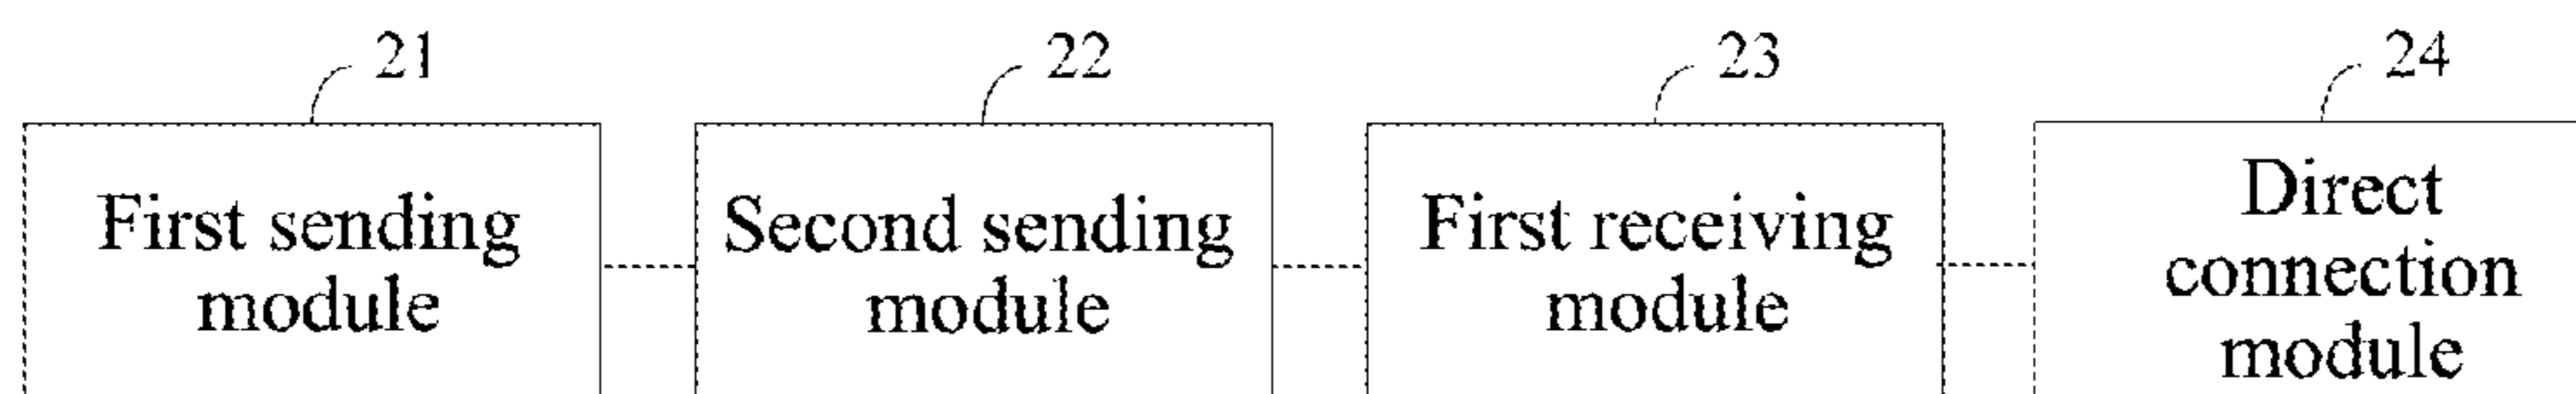 21
22
23
24
First sending
module
Second sending
module
First receiving
module
Direct
connection
module